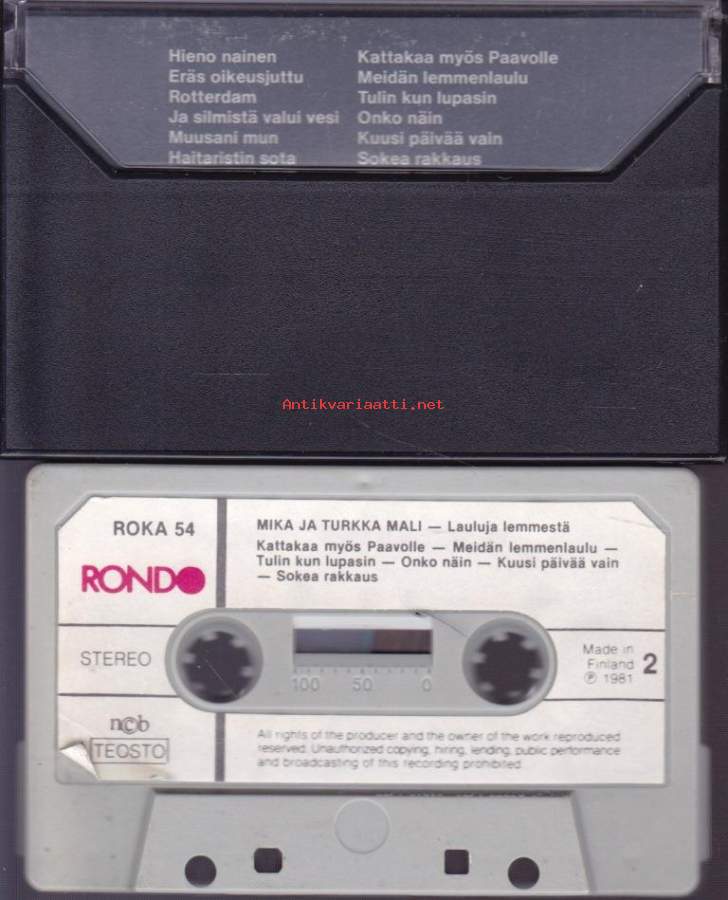 Hieno nainen
Eräs oikeusjuttu
Rotterdam
Ja silmistä valui vesi
Muusani mun
Haitaristin sota
Kattakaa myös Paavolle
Meidän lemmenlaulu
Tulin kun lupasin
Onko näin
Kuusi päivää vain
Sokea rakkaus
Antikvariaatti.net
ROKA 54
RONDO
STEREO
ncb
TEOSTO
MIKA JA TURKKA MALI — Lauluja lemmestä
Kattakaa myös Paavolle — Meidän lemmenlaulu —
Tulin kun lupasin — Onko näin — Kuusi päivää vain
— Sokea rakkaus
100 50 0
Made in
Finland
℗ 1981
2
All rights of the producer and the owner of the work reproduced
reserved. Unauthorized copying, hiring, lending, public performance
and broadcasting of this recording prohibited.